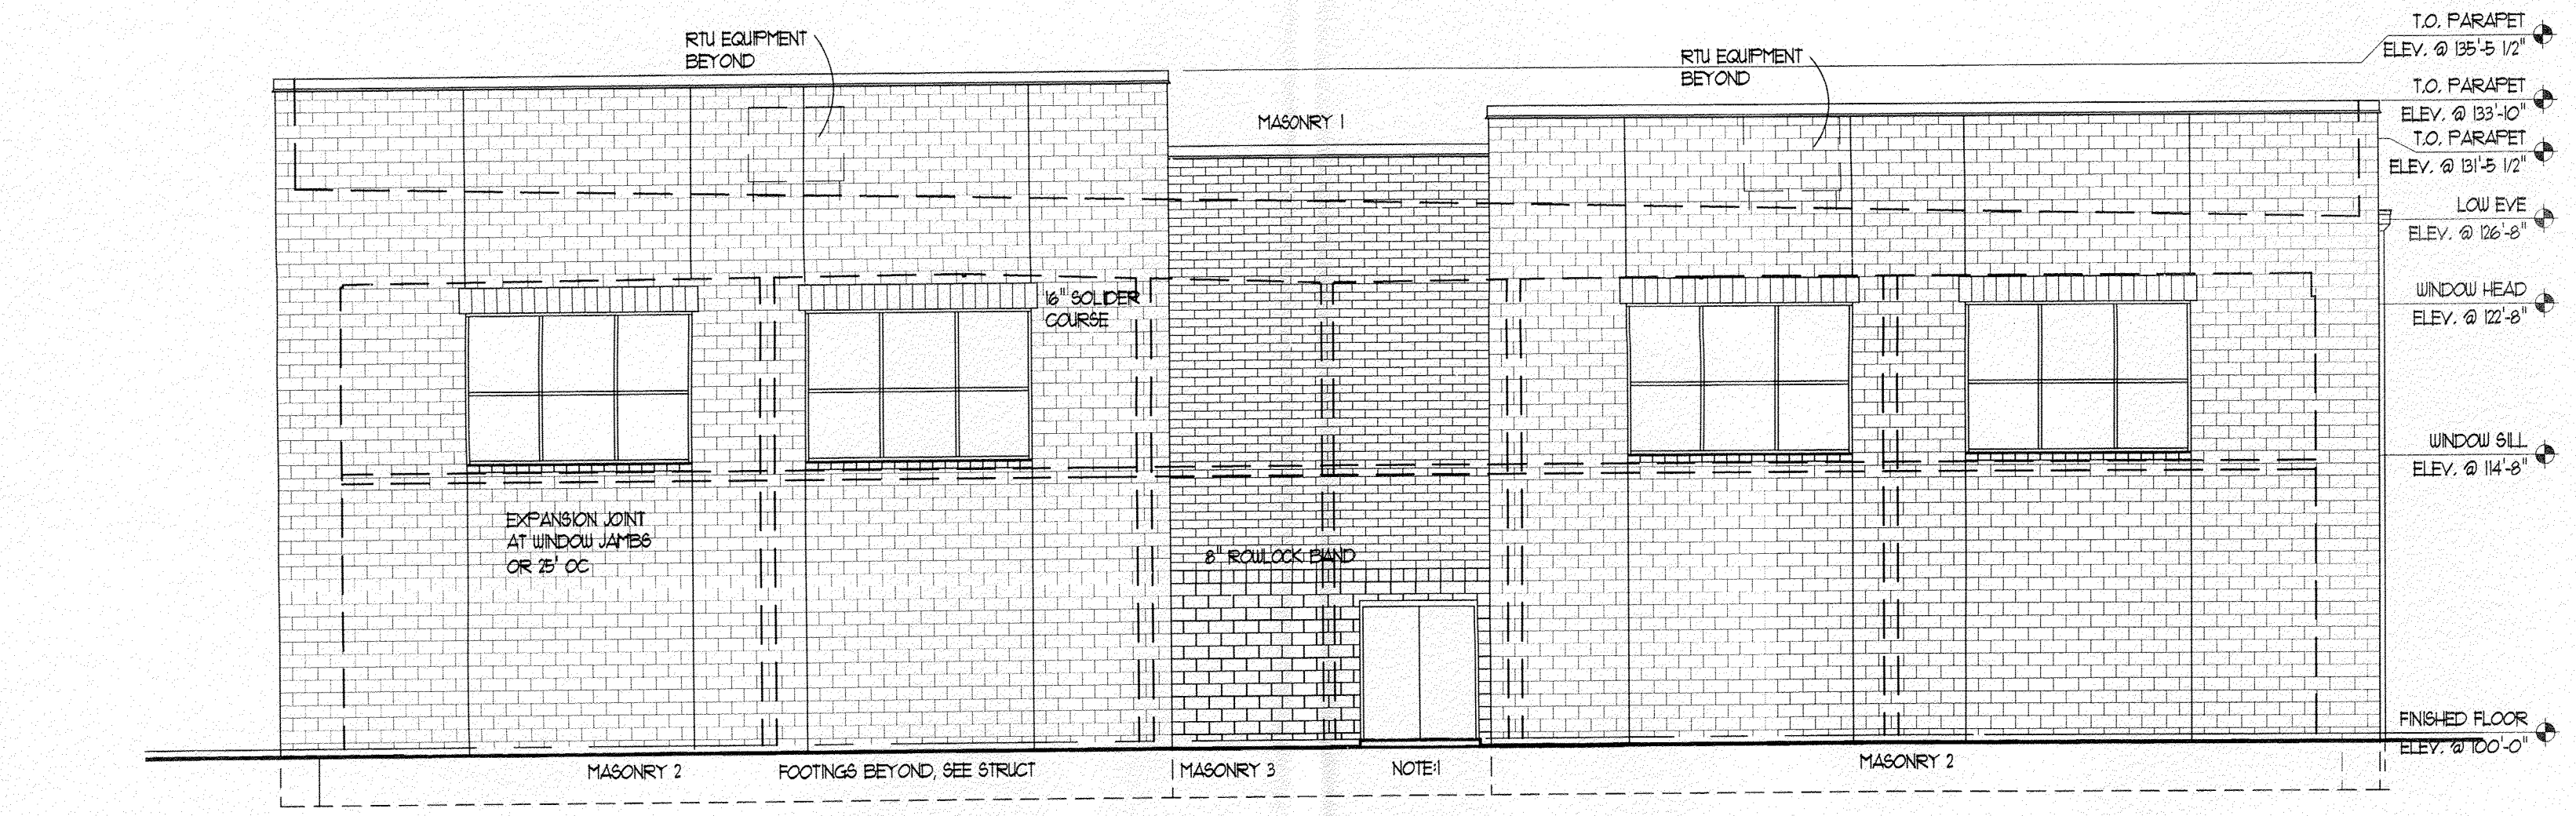 RTU EQUIPMENT
BEYOND
RTU EQUIPMENT
BEYOND
MASONRY 1
T.O. PARAPET
ELEV. @ 135'-5 1/2"
T.O. PARAPET
ELEV. @ 133'-10"
T.O. PARAPET
ELEV. @ 131'-5 1/2"
LOW EVE
ELEV. @ 126'-8"
WINDOW HEAD
ELEV. @ 122'-8"
WINDOW SILL
ELEV. @ 114'-8"
FINISHED FLOOR
ELEV. @ 100'-0"
16" SOLIDER
COURSE
EXPANSION JOINT
AT WINDOW JAMBS
OR 25' OC
8" ROWLOCK BAND
MASONRY 2
FOOTINGS BEYOND, SEE STRUCT
MASONRY 3
NOTE:1
MASONRY 2